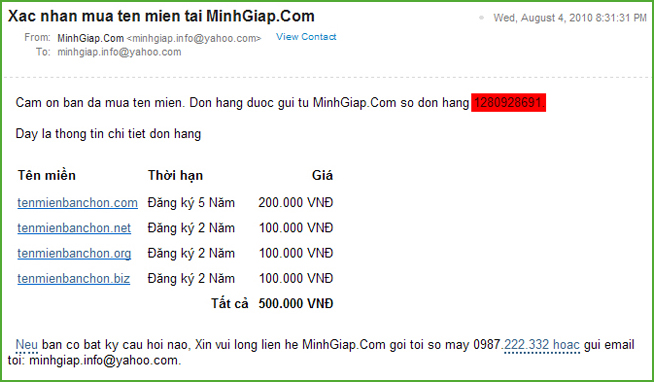 Xac nhan mua ten mien tai MinhGiap.Com
Wed, August 4, 2010 8:31:31 PM
From: MinhGiap.Com <minhgiap.info@yahoo.com> View Contact
To: minhgiap.info@yahoo.com
Cam on ban da mua ten mien. Don hang duoc gui tu MinhGiap.Com so don hang 1280928691.
Day la thong tin chi tiet don hang
Tên miền Thời hạn Giá
tenmienbanchon.com Đăng ký 5 Năm 200.000 VNĐ
tenmienbanchon.net Đăng ký 2 Năm 100.000 VNĐ
tenmienbanchon.org Đăng ký 2 Năm 100.000 VNĐ
tenmienbanchon.biz Đăng ký 2 Năm 100.000 VNĐ
Tất cả 500.000 VNĐ
Neu ban co bat ky cau hoi nao, Xin vui long lien he MinhGiap.Com goi toi so may 0987.222.332 hoac gui email
toi: minhgiap.info@yahoo.com.